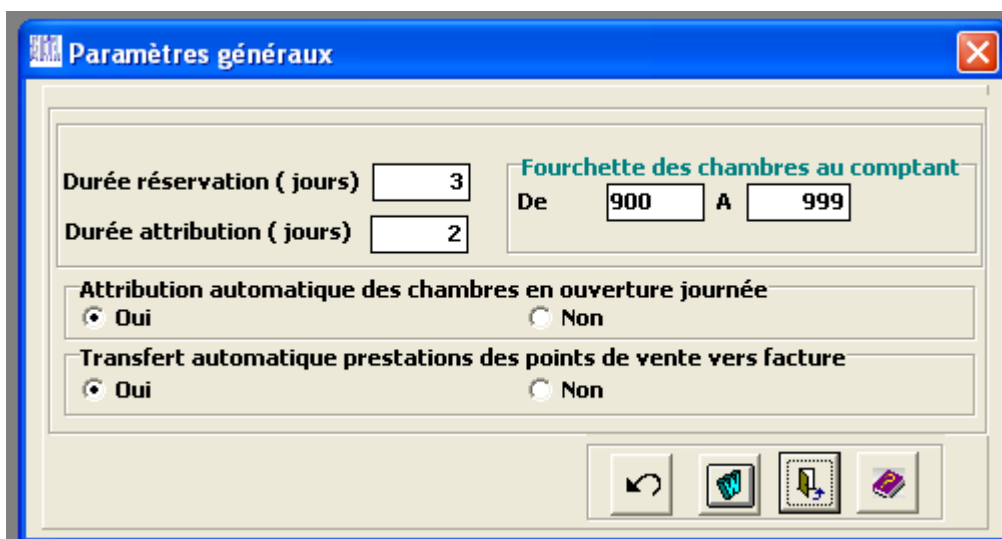 Paramètres généraux
Durée réservation ( jours) 3
Fourchette des chambres au comptant
De 900 A 999
Durée attribution ( jours) 2
Attribution automatique des chambres en ouverture journée
Oui Non
Transfert automatique prestations des points de vente vers facture
Oui Non